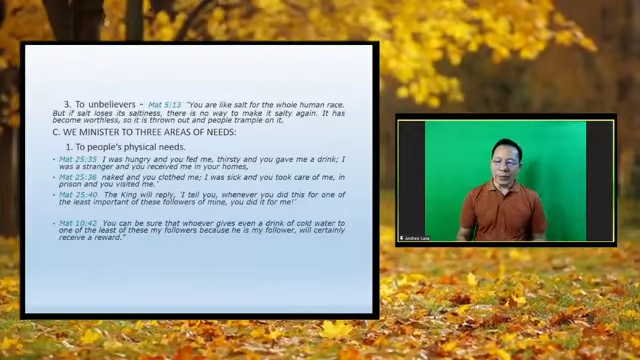 3. To unbelievers - Mat 5:13 "You are like salt for the whole human race.
But if salt loses its saltiness, there is no way to make it salty again. It has
become worthless, so it is thrown out and people trample on it.
C. WE MINISTER TO THREE AREAS OF NEEDS:
1. To people's physical needs.
• Mat 25:35 I was hungry and you fed me, thirsty and you gave me a drink; I
was a stranger and you received me in your homes,
• Mat 25:36 naked and you clothed me; I was sick and you took care of me, in
prison and you visited me.'
• Mat 25:40 The King will reply, 'I tell you, whenever you did this for one of
the least important of these followers of mine, you did it for me!'
• Mat 10:42 You can be sure that whoever gives even a drink of cold water to
one of the least of these my followers because he is my follower, will certainly
receive a reward."
Andrew Lana